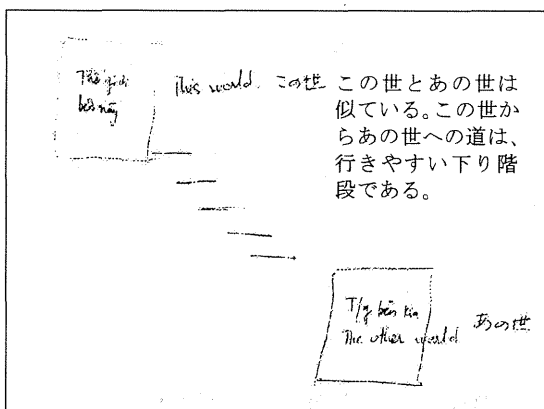 Thế giới
bên này
This world
この世
この世とあの世は
似ている。この世か
らあの世への道は、
行きやすい下り階
段である。
T/g bên kia
The other world
あの世